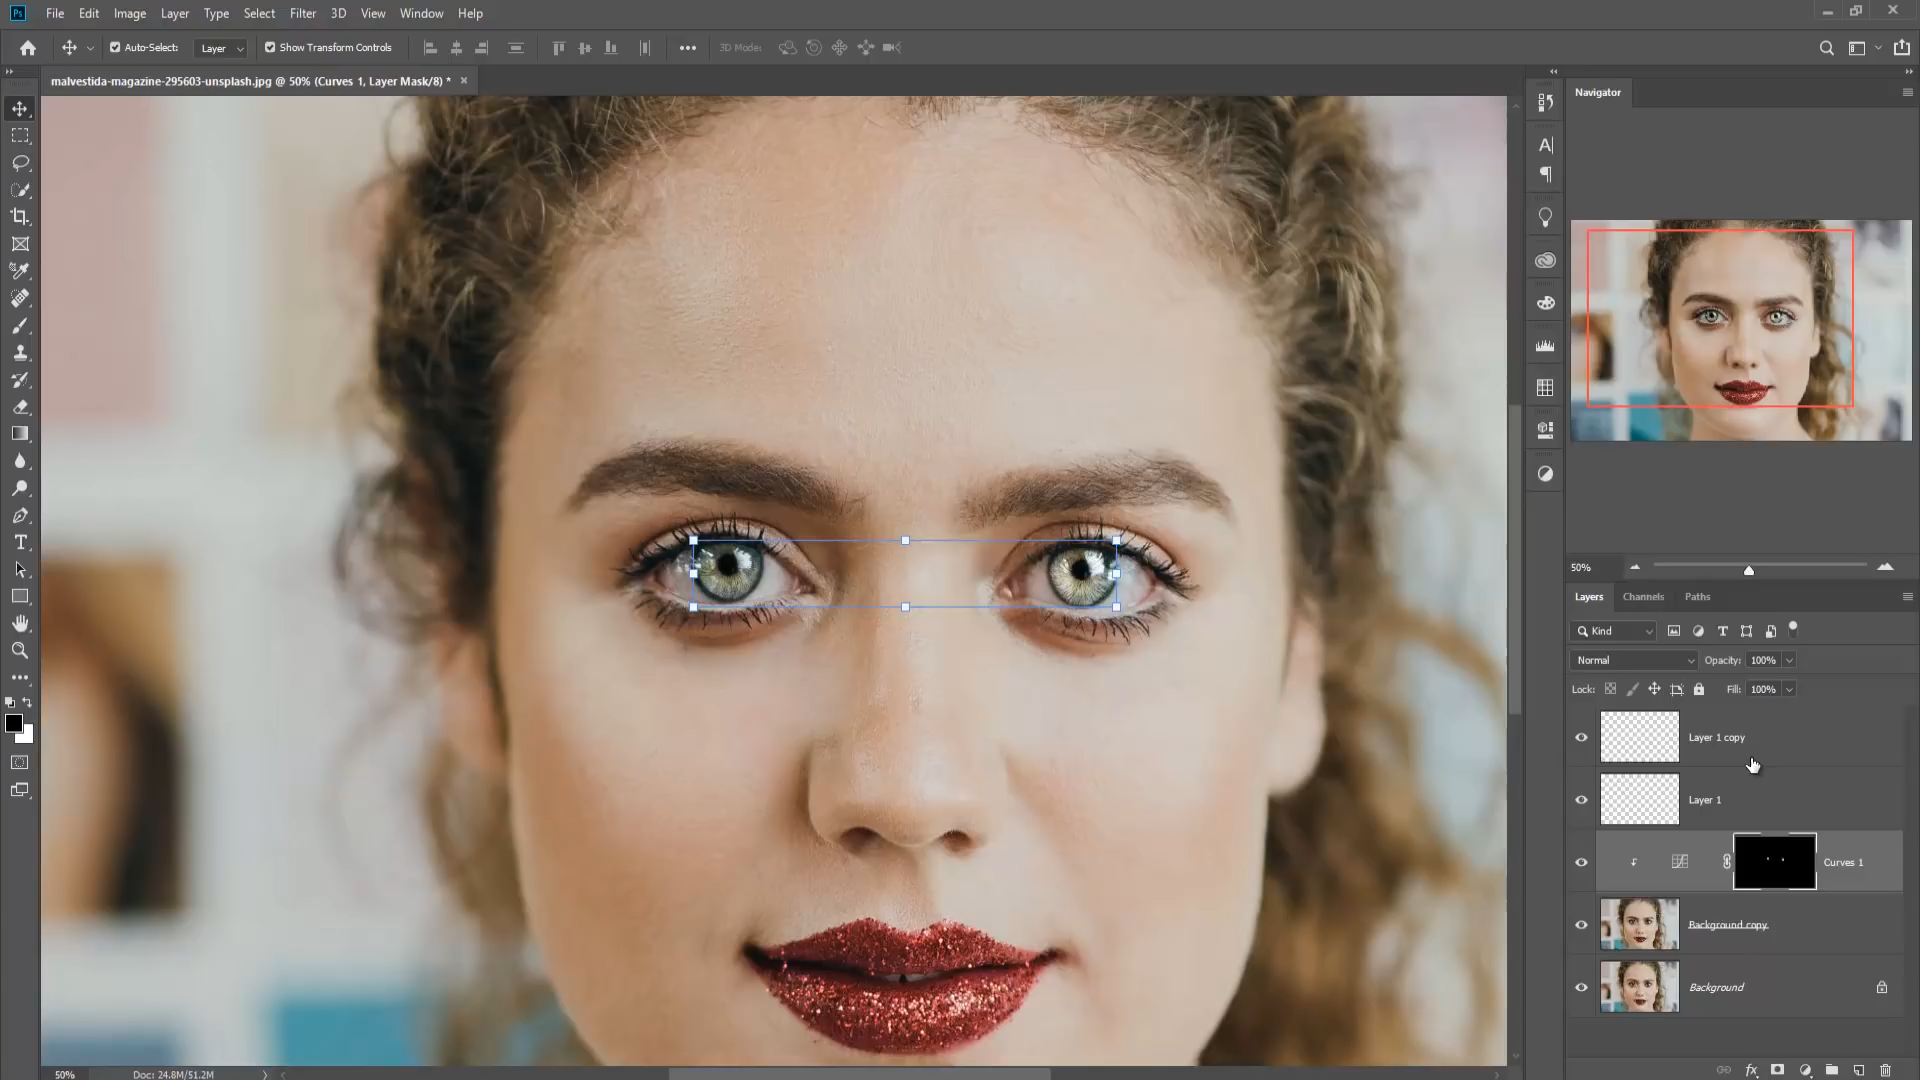 Ps File Edit Image Layer Type Select Filter 3D View Window Help
Auto-Select: Layer Show Transform Controls 3D Mode:
malvestida-magazine-295603-unsplash.jpg @ 50% (Curves 1, Layer Mask/8) *
Navigator
50%
Layers Channels Paths
Kind
Normal Opacity: 100%
Lock: Fill: 100%
Layer 1 copy
Layer 1
Curves 1
Background copy
Background
50% Doc: 24.8M/51.2M